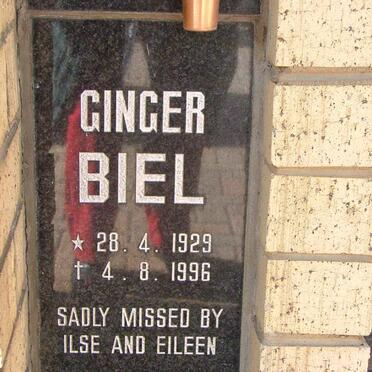 GINGER
BIEL
★ 28. 4. 1929
† 4. 8. 1996
SADLY MISSED BY
ILSE AND EILEEN